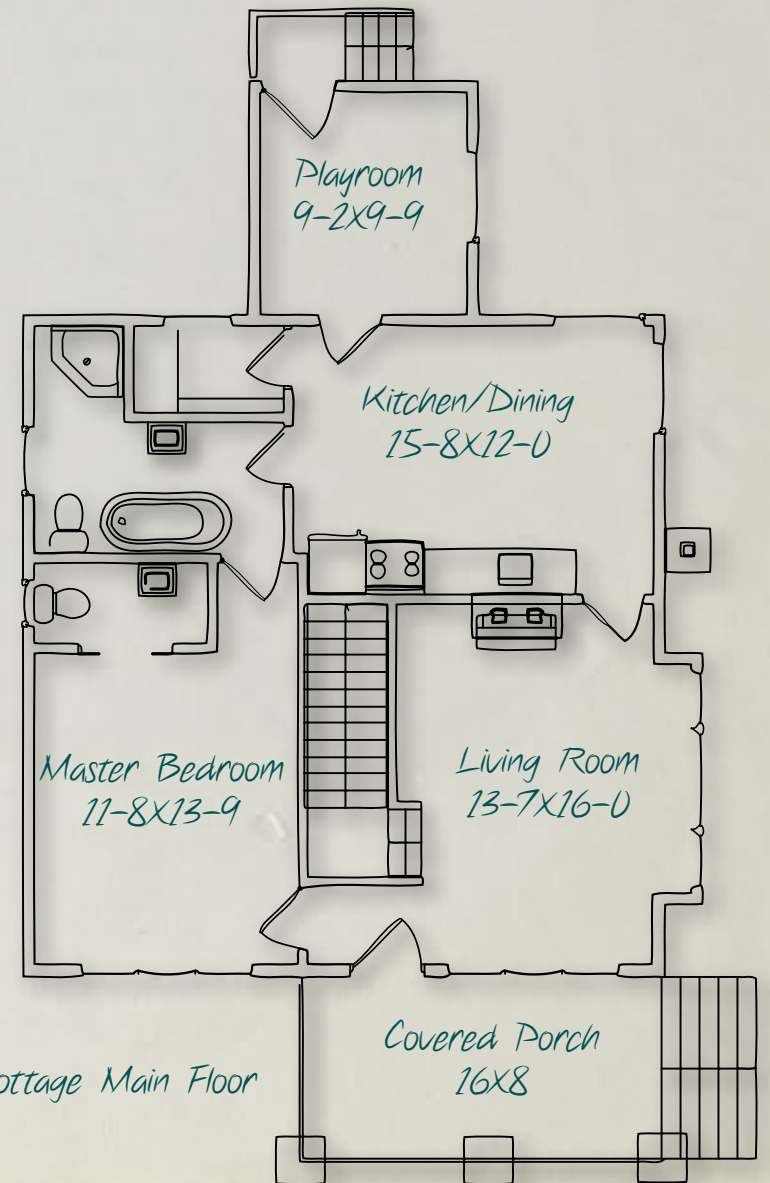 Playroom
9-2X9-9
Kitchen/Dining
15-8X12-0
Master Bedroom
11-8X13-9
Living Room
13-7X16-0
Covered Porch
16X8
ottage Main Floor